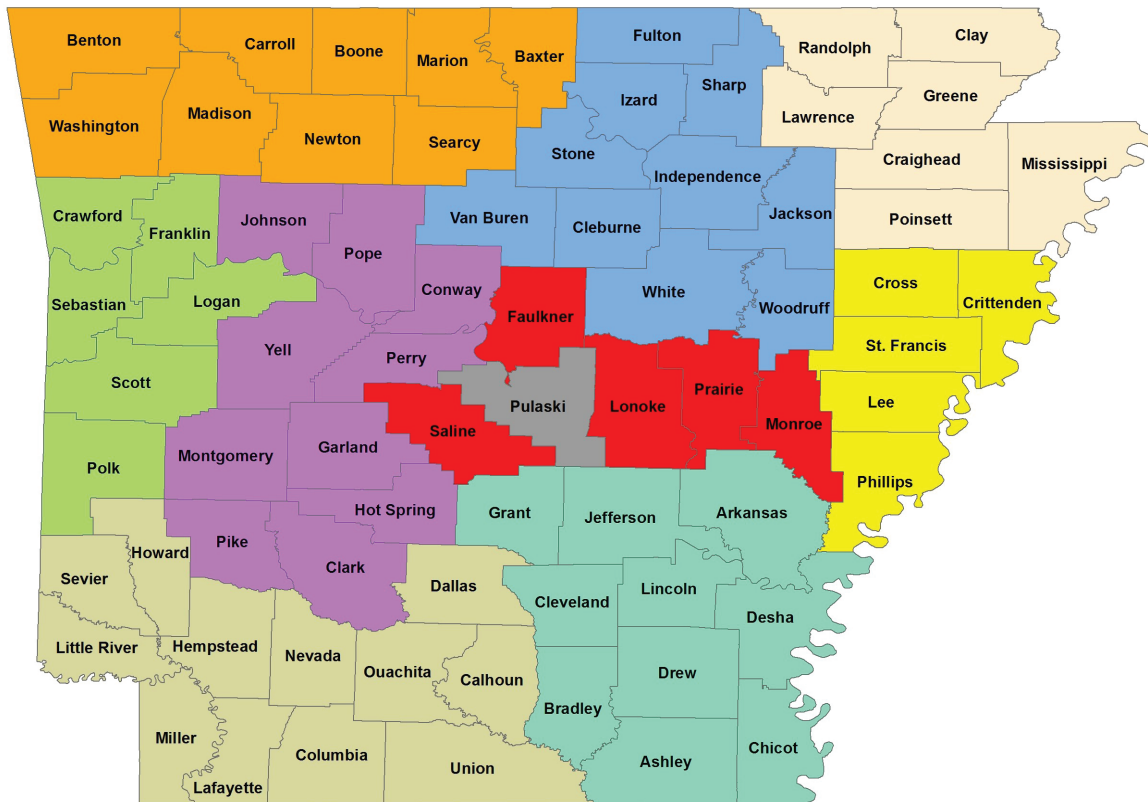 Benton
Carroll
Boone
Marion
Baxter
Fulton
Randolph
Clay
Sharp
Izard
Greene
Madison
Lawrence
Washington
Newton
Searcy
Stone
Craighead
Mississippi
Independence
Crawford
Johnson
Van Buren
Cleburne
Jackson
Poinsett
Franklin
Pope
Cross
Conway
White
Crittenden
Sebastian
Logan
Woodruff
Faulkner
St. Francis
Yell
Perry
Scott
Prairie
Lee
Pulaski
Lonoke
Saline
Monroe
Garland
Montgomery
Polk
Phillips
Hot Spring
Grant
Jefferson
Arkansas
Pike
Howard
Clark
Sevier
Dallas
Lincoln
Cleveland
Desha
Little River
Hempstead
Nevada
Ouachita
Drew
Calhoun
Bradley
Miller
Chicot
Columbia
Ashley
Union
Lafayette